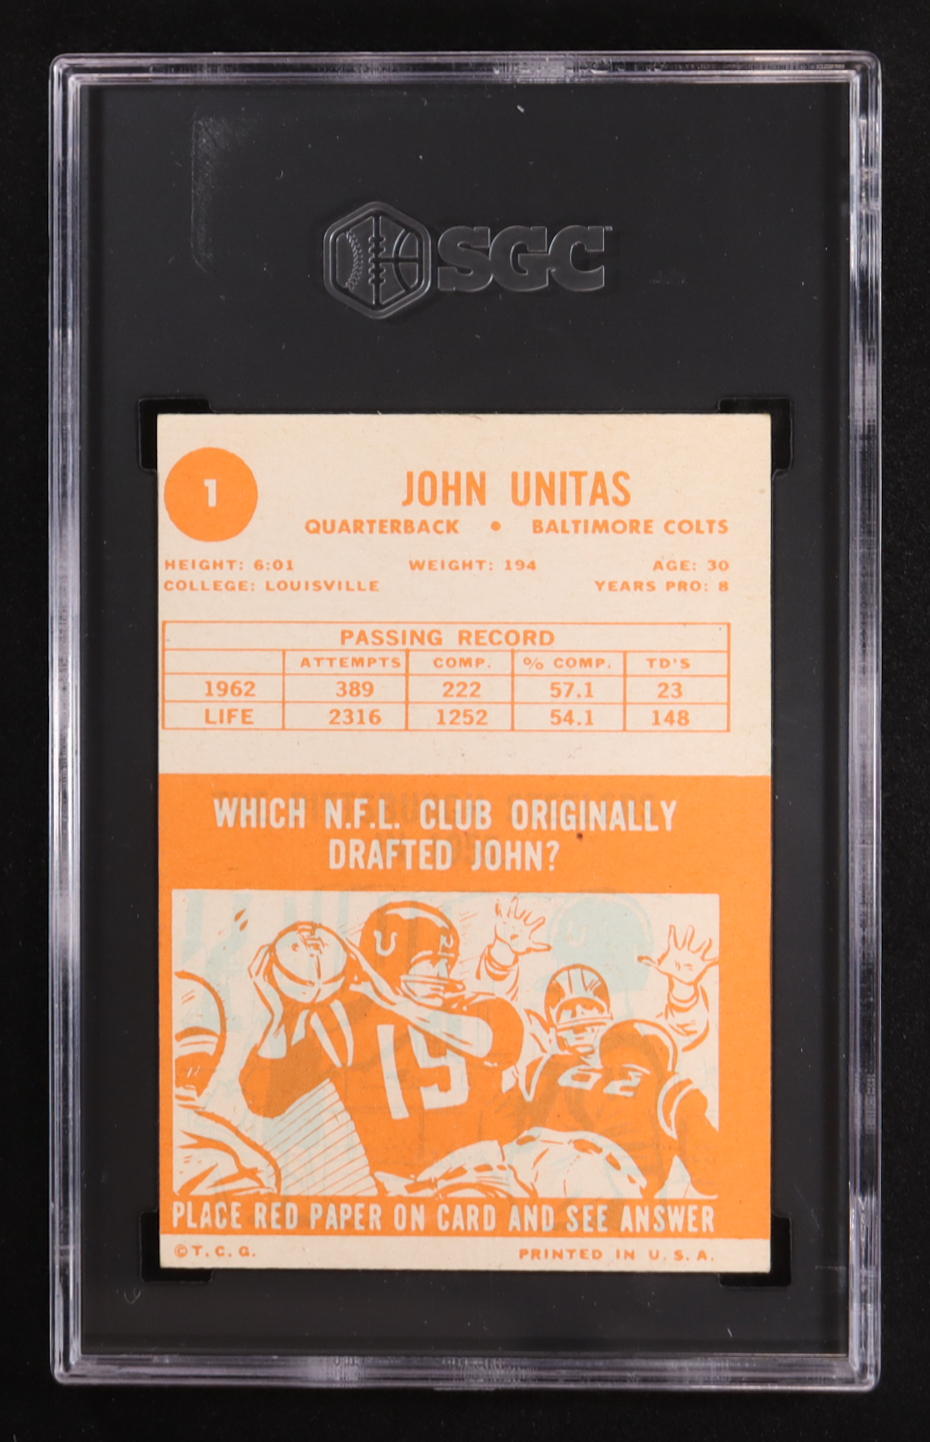 SGC
1
JOHN UNITAS
QUARTERBACK • BALTIMORE COLTS
HEIGHT: 6:01 WEIGHT: 194 AGE: 30
COLLEGE: LOUISVILLE YEARS PRO: 8
PASSING RECORD
ATTEMPTS COMP. % COMP. TD'S
1962 389 222 57.1 23
LIFE 2316 1252 54.1 148
WHICH N.F.L. CLUB ORIGINALLY
DRAFTED JOHN?
19
82
PLACE RED PAPER ON CARD AND SEE ANSWER
©T.C.G. PRINTED IN U.S.A.